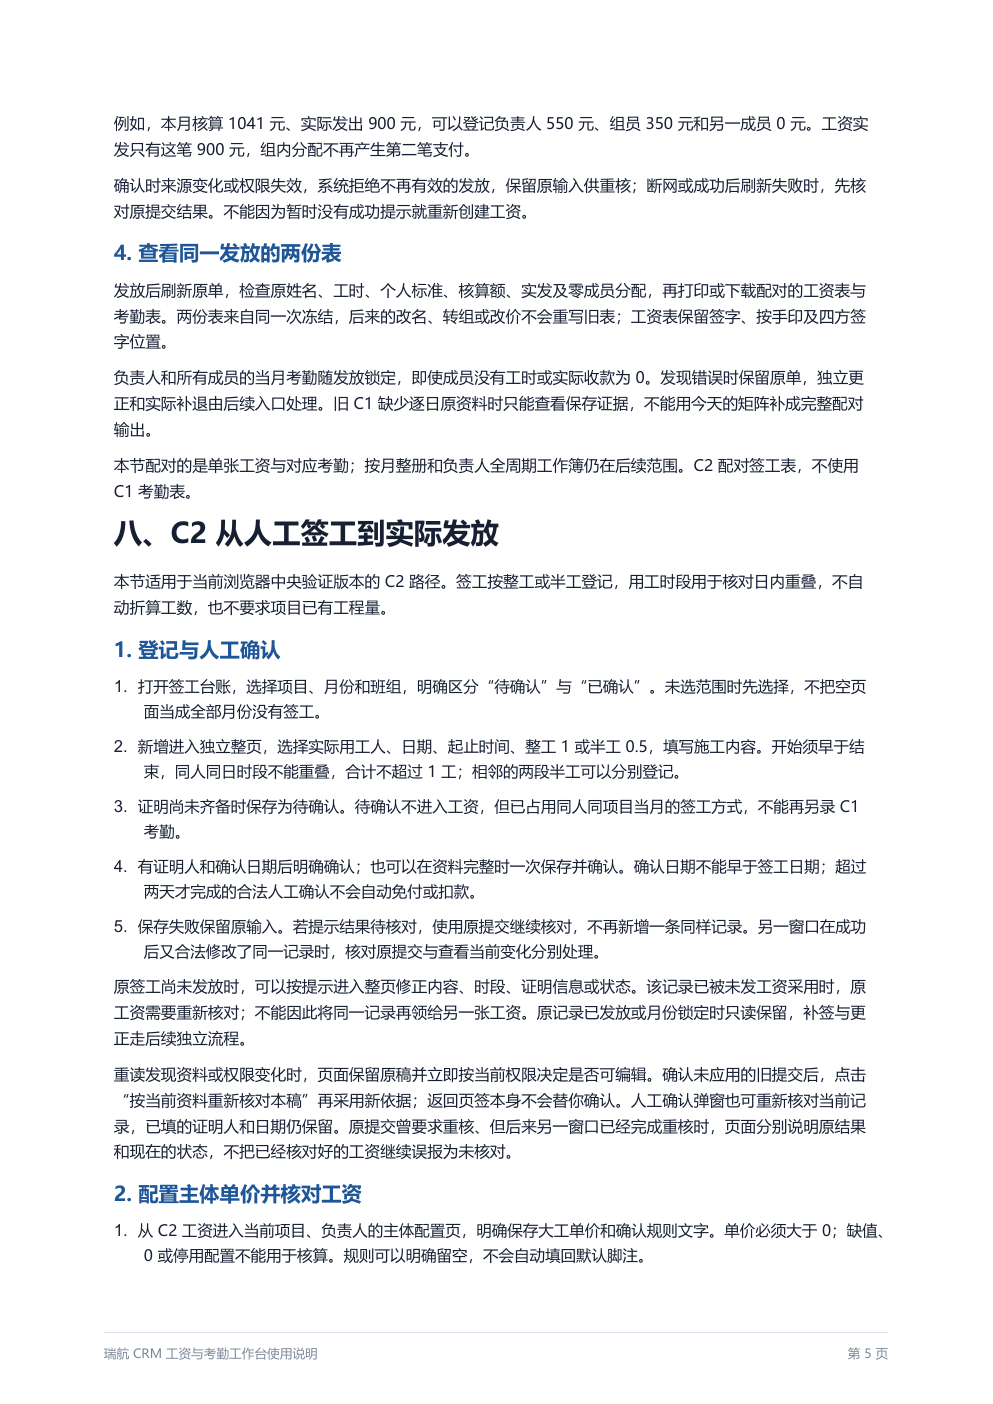 例如，本月核算 1041 元、实际发出 900 元，可以登记负责人 550 元、组员 350 元和另一成员 0 元。工资实
发只有这笔 900 元，组内分配不再产生第二笔支付。
确认时来源变化或权限失效，系统拒绝不再有效的发放，保留原输入供重核；断网或成功后刷新失败时，先核
对原提交结果。不能因为暂时没有成功提示就重新创建工资。
4. 查看同一发放的两份表
发放后刷新原单，检查原姓名、工时、个人标准、核算额、实发及零成员分配，再打印或下载配对的工资表与
考勤表。两份表来自同一次冻结，后来的改名、转组或改价不会重写旧表；工资表保留签字、按手印及四方签
字位置。
负责人和所有成员的当月考勤随发放锁定，即使成员没有工时或实际收款为 0。发现错误时保留原单，独立更
正和实际补退由后续入口处理。旧 C1 缺少逐日原资料时只能查看保存证据，不能用今天的矩阵补成完整配对
输出。
本节配对的是单张工资与对应考勤；按月整册和负责人全周期工作簿仍在后续范围。C2 配对签工表，不使用
C1 考勤表。
八、C2 从人工签工到实际发放
本节适用于当前浏览器中央验证版本的 C2 路径。签工按整工或半工登记，用工时段用于核对日内重叠，不自
动折算工数，也不要求项目已有工程量。
1. 登记与人工确认
1. 打开签工台账，选择项目、月份和班组，明确区分“待确认”与“已确认”。未选范围时先选择，不把空页
面当成全部月份没有签工。
2. 新增进入独立整页，选择实际用工人、日期、起止时间、整工 1 或半工 0.5，填写施工内容。开始须早于结
束，同人同日时段不能重叠，合计不超过 1 工；相邻的两段半工可以分别登记。
3. 证明尚未齐备时保存为待确认。待确认不进入工资，但已占用同人同项目当月的签工方式，不能再另录 C1
考勤。
4. 有证明人和确认日期后明确确认；也可以在资料完整时一次保存并确认。确认日期不能早于签工日期；超过
两天才完成的合法人工确认不会自动免付或扣款。
5. 保存失败保留原输入。若提示结果待核对，使用原提交继续核对，不再新增一条同样记录。另一窗口在成功
后又合法修改了同一记录时，核对原提交与查看当前变化分别处理。
原签工尚未发放时，可以按提示进入整页修正内容、时段、证明信息或状态。该记录已被未发工资采用时，原
工资需要重新核对；不能因此将同一记录再领给另一张工资。原记录已发放或月份锁定时只读保留，补签与更
正走后续独立流程。
重读发现资料或权限变化时，页面保留原稿并立即按当前权限决定是否可编辑。确认未应用的旧提交后，点击
“按当前资料重新核对本稿”再采用新依据；返回页签本身不会替你确认。人工确认弹窗也可重新核对当前记
录，已填的证明人和日期仍保留。原提交曾要求重核、但后来另一窗口已经完成重核时，页面分别说明原结果
和现在的状态，不把已经核对好的工资继续误报为未核对。
2. 配置主体单价并核对工资
1. 从 C2 工资进入当前项目、负责人的主体配置页，明确保存大工单价和确认规则文字。单价必须大于 0；缺值、
0 或停用配置不能用于核算。规则可以明确留空，不会自动填回默认脚注。
瑞航 CRM 工资与考勤工作台使用说明
第 5 页